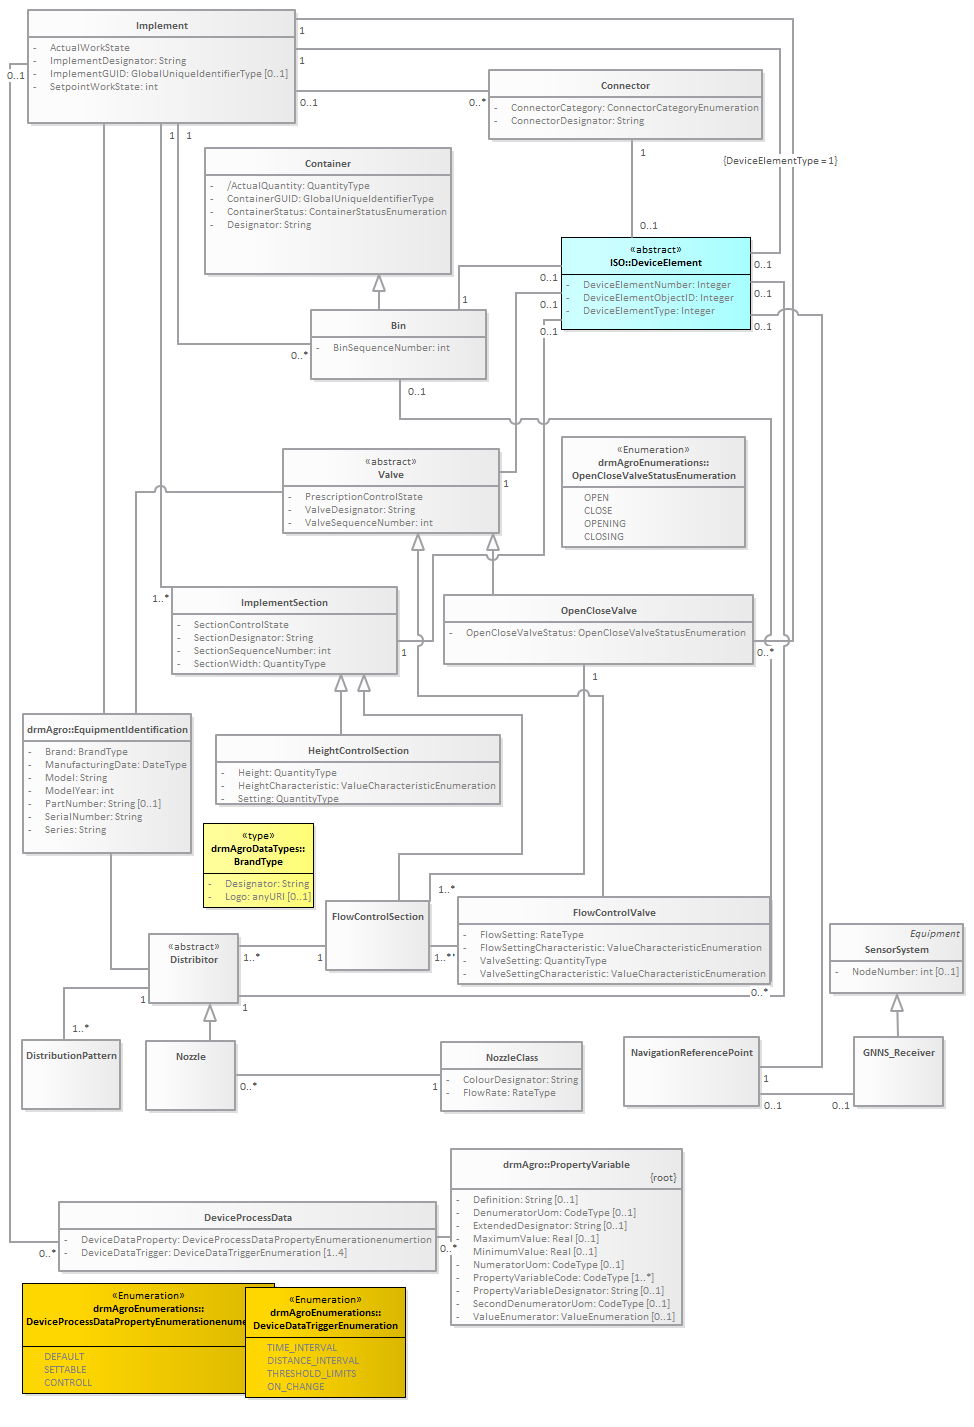 Implement
- ActualWorkState
- ImplementDesignator: String
- ImplementGUID: GlobalUniqueIdentifierType [0..1]
- SetpointWorkState: int
1
1
0..1
0..1
0..*
1
1
Connector
- ConnectorCategory: ConnectorCategoryEnumeration
- ConnectorDesignator: String
1
{DeviceElementType = 1}
0..1
Container
- /ActualQuantity: QuantityType
- ContainerGUID: GlobalUniqueIdentifierType
- ContainerStatus: ContainerStatusEnumeration
- Designator: String
«abstract»
ISO::DeviceElement
- DeviceElementNumber: Integer
- DeviceElementObjectID: Integer
- DeviceElementType: Integer
0..1
0..1
0..1
0..1
0..1
0..1
1
Bin
- BinSequenceNumber: int
0..*
0..1
«abstract»
Valve
- PrescriptionControlState
- ValveDesignator: String
- ValveSequenceNumber: int
1
«Enumeration»
drmAgroEnumerations::
OpenCloseValveStatusEnumeration
OPEN
CLOSE
OPENING
CLOSING
1..*
ImplementSection
- SectionControlState
- SectionDesignator: String
- SectionSequenceNumber: int
- SectionWidth: QuantityType
1
OpenCloseValve
- OpenCloseValveStatus: OpenCloseValveStatusEnumeration
0..*
1
drmAgro::EquipmentIdentification
- Brand: BrandType
- ManufacturingDate: DateType
- Model: String
- ModelYear: int
- PartNumber: String [0..1]
- SerialNumber: String
- Series: String
HeightControlSection
- Height: QuantityType
- HeightCharacteristic: ValueCharacteristicEnumeration
- Setting: QuantityType
«type»
drmAgroDataTypes::
BrandType
- Designator: String
- Logo: anyURI [0..1]
1..*
FlowControlSection
FlowControlValve
- FlowSetting: RateType
- FlowSettingCharacteristic: ValueCharacteristicEnumeration
- ValveSetting: QuantityType
- ValveSettingCharacteristic: ValueCharacteristicEnumeration
1..*
1
1..*
0..*
«abstract»
Distribitor
1
1
1..*
Equipment
SensorSystem
- NodeNumber: int [0..1]
DistributionPattern
Nozzle
0..*
1
NozzleClass
- ColourDesignator: String
- FlowRate: RateType
NavigationReferencePoint
1
0..1
0..1
GNNS_Receiver
drmAgro::PropertyVariable
{root}
- Definition: String [0..1]
- DenumeratorUom: CodeType [0..1]
- ExtendedDesignator: String [0..1]
- MaximumValue: Real [0..1]
- MinimumValue: Real [0..1]
- NumeratorUom: CodeType [0..1]
- PropertyVariableCode: CodeType [1..*]
- PropertyVariableDesignator: String [0..1]
- SecondDenumeratorUom: CodeType [0..1]
- ValueEnumerator: ValueEnumeration [0..1]
DeviceProcessData
- DeviceDataProperty: DeviceProcessDataPropertyEnumerationenumertion
- DeviceDataTrigger: DeviceDataTriggerEnumeration [1..4]
0..*
0..*
«Enumeration»
drmAgroEnumerations::
DeviceProcessDataPropertyEnumerationenume
DEFAULT
SETTABLE
CONTROLL
«Enumeration»
drmAgroEnumerations::
DeviceDataTriggerEnumeration
TIME_INTERVAL
DISTANCE_INTERVAL
THRESHOLD_LIMITS
ON_CHANGE